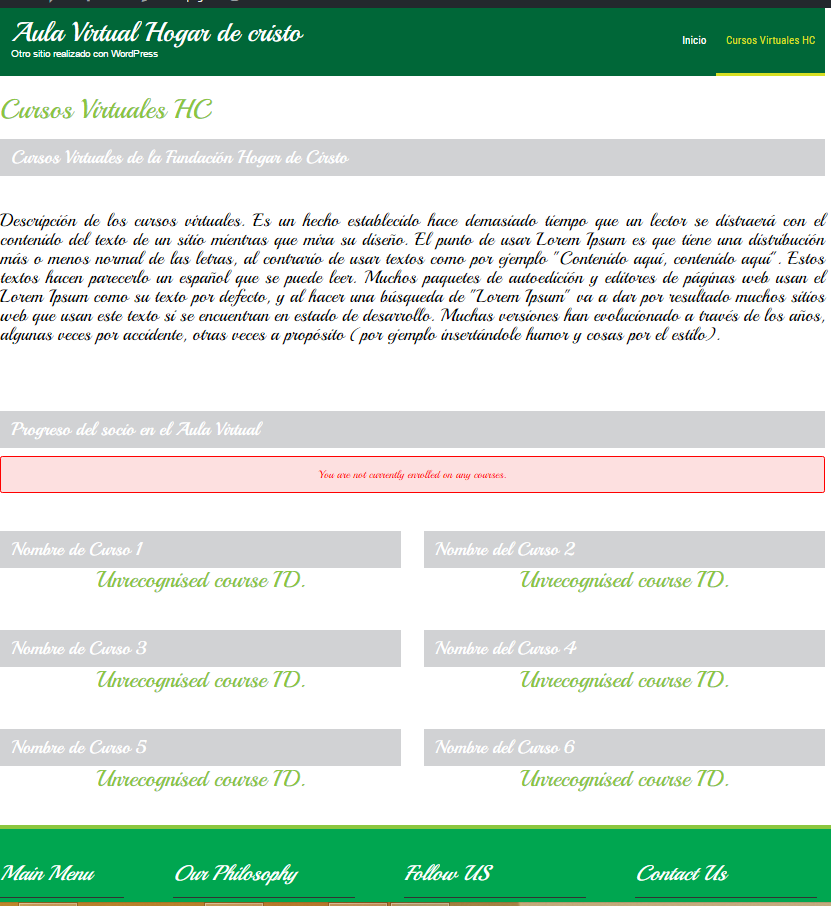 Aula Virtual Hogar de cristo
Otro sitio realizado con WordPress
Inicio
Cursos Virtuales HC
Cursos Virtuales HC
Cursos Virtuales de la Fundación Hogar de Cirsto
Descripción de los cursos virtuales. Es un hecho establecido hace demasiado tiempo que un lector se distraerá con el
contenido del texto de un sitio mientras que mira su diseño. El punto de usar Lorem Ipsum es que tiene una distribución
más o menos normal de las letras, al contrario de usar textos como por ejemplo "Contenido aquí, contenido aquí". Estos
textos hacen parecerlo un español que se puede leer. Muchos paquetes de autoedición y editores de páginas web usan el
Lorem Ipsum como su texto por defecto, y al hacer una búsqueda de "Lorem Ipsum" va a dar por resultado muchos sitios
web que usan este texto si se encuentran en estado de desarrollo. Muchas versiones han evolucionado a través de los años,
algunas veces por accidente, otras veces a propósito (por ejemplo insertándole humor y cosas por el estilo).
Progreso del socio en el Aula Virtual
You are not currently enrolled on any courses.
Nombre de Curso 1
Nombre del Curso 2
Unrecognised course ID.
Unrecognised course ID.
Nombre de Curso 3
Nombre del Curso 4
Unrecognised course ID.
Unrecognised course ID.
Nombre de Curso 5
Nombre del Curso 6
Unrecognised course ID.
Unrecognised course ID.
Main Menu
Our Philosophy
Follow US
Contact Us